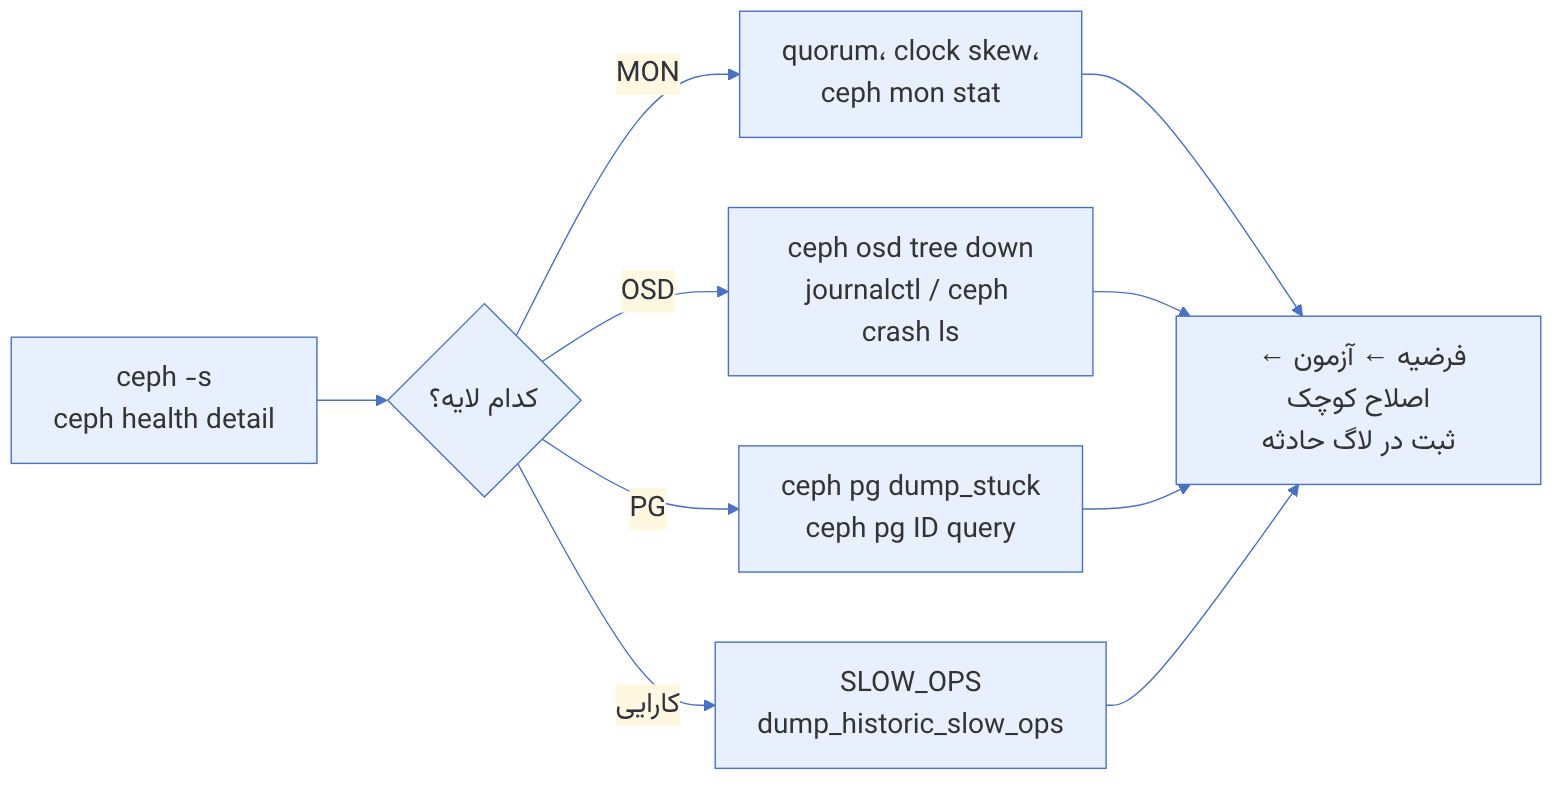 ceph -s
ceph health detail
کدام لایه؟
MON
quorum، clock skew،
ceph mon stat
OSD
ceph osd tree down
journalctl / ceph
crash ls
PG
ceph pg dump_stuck
ceph pg ID query
کارایی
SLOW_OPS
dump_historic_slow_ops
فرضیه ← آزمون ←
اصلاح کوچک
ثبت در لاگ حادثه